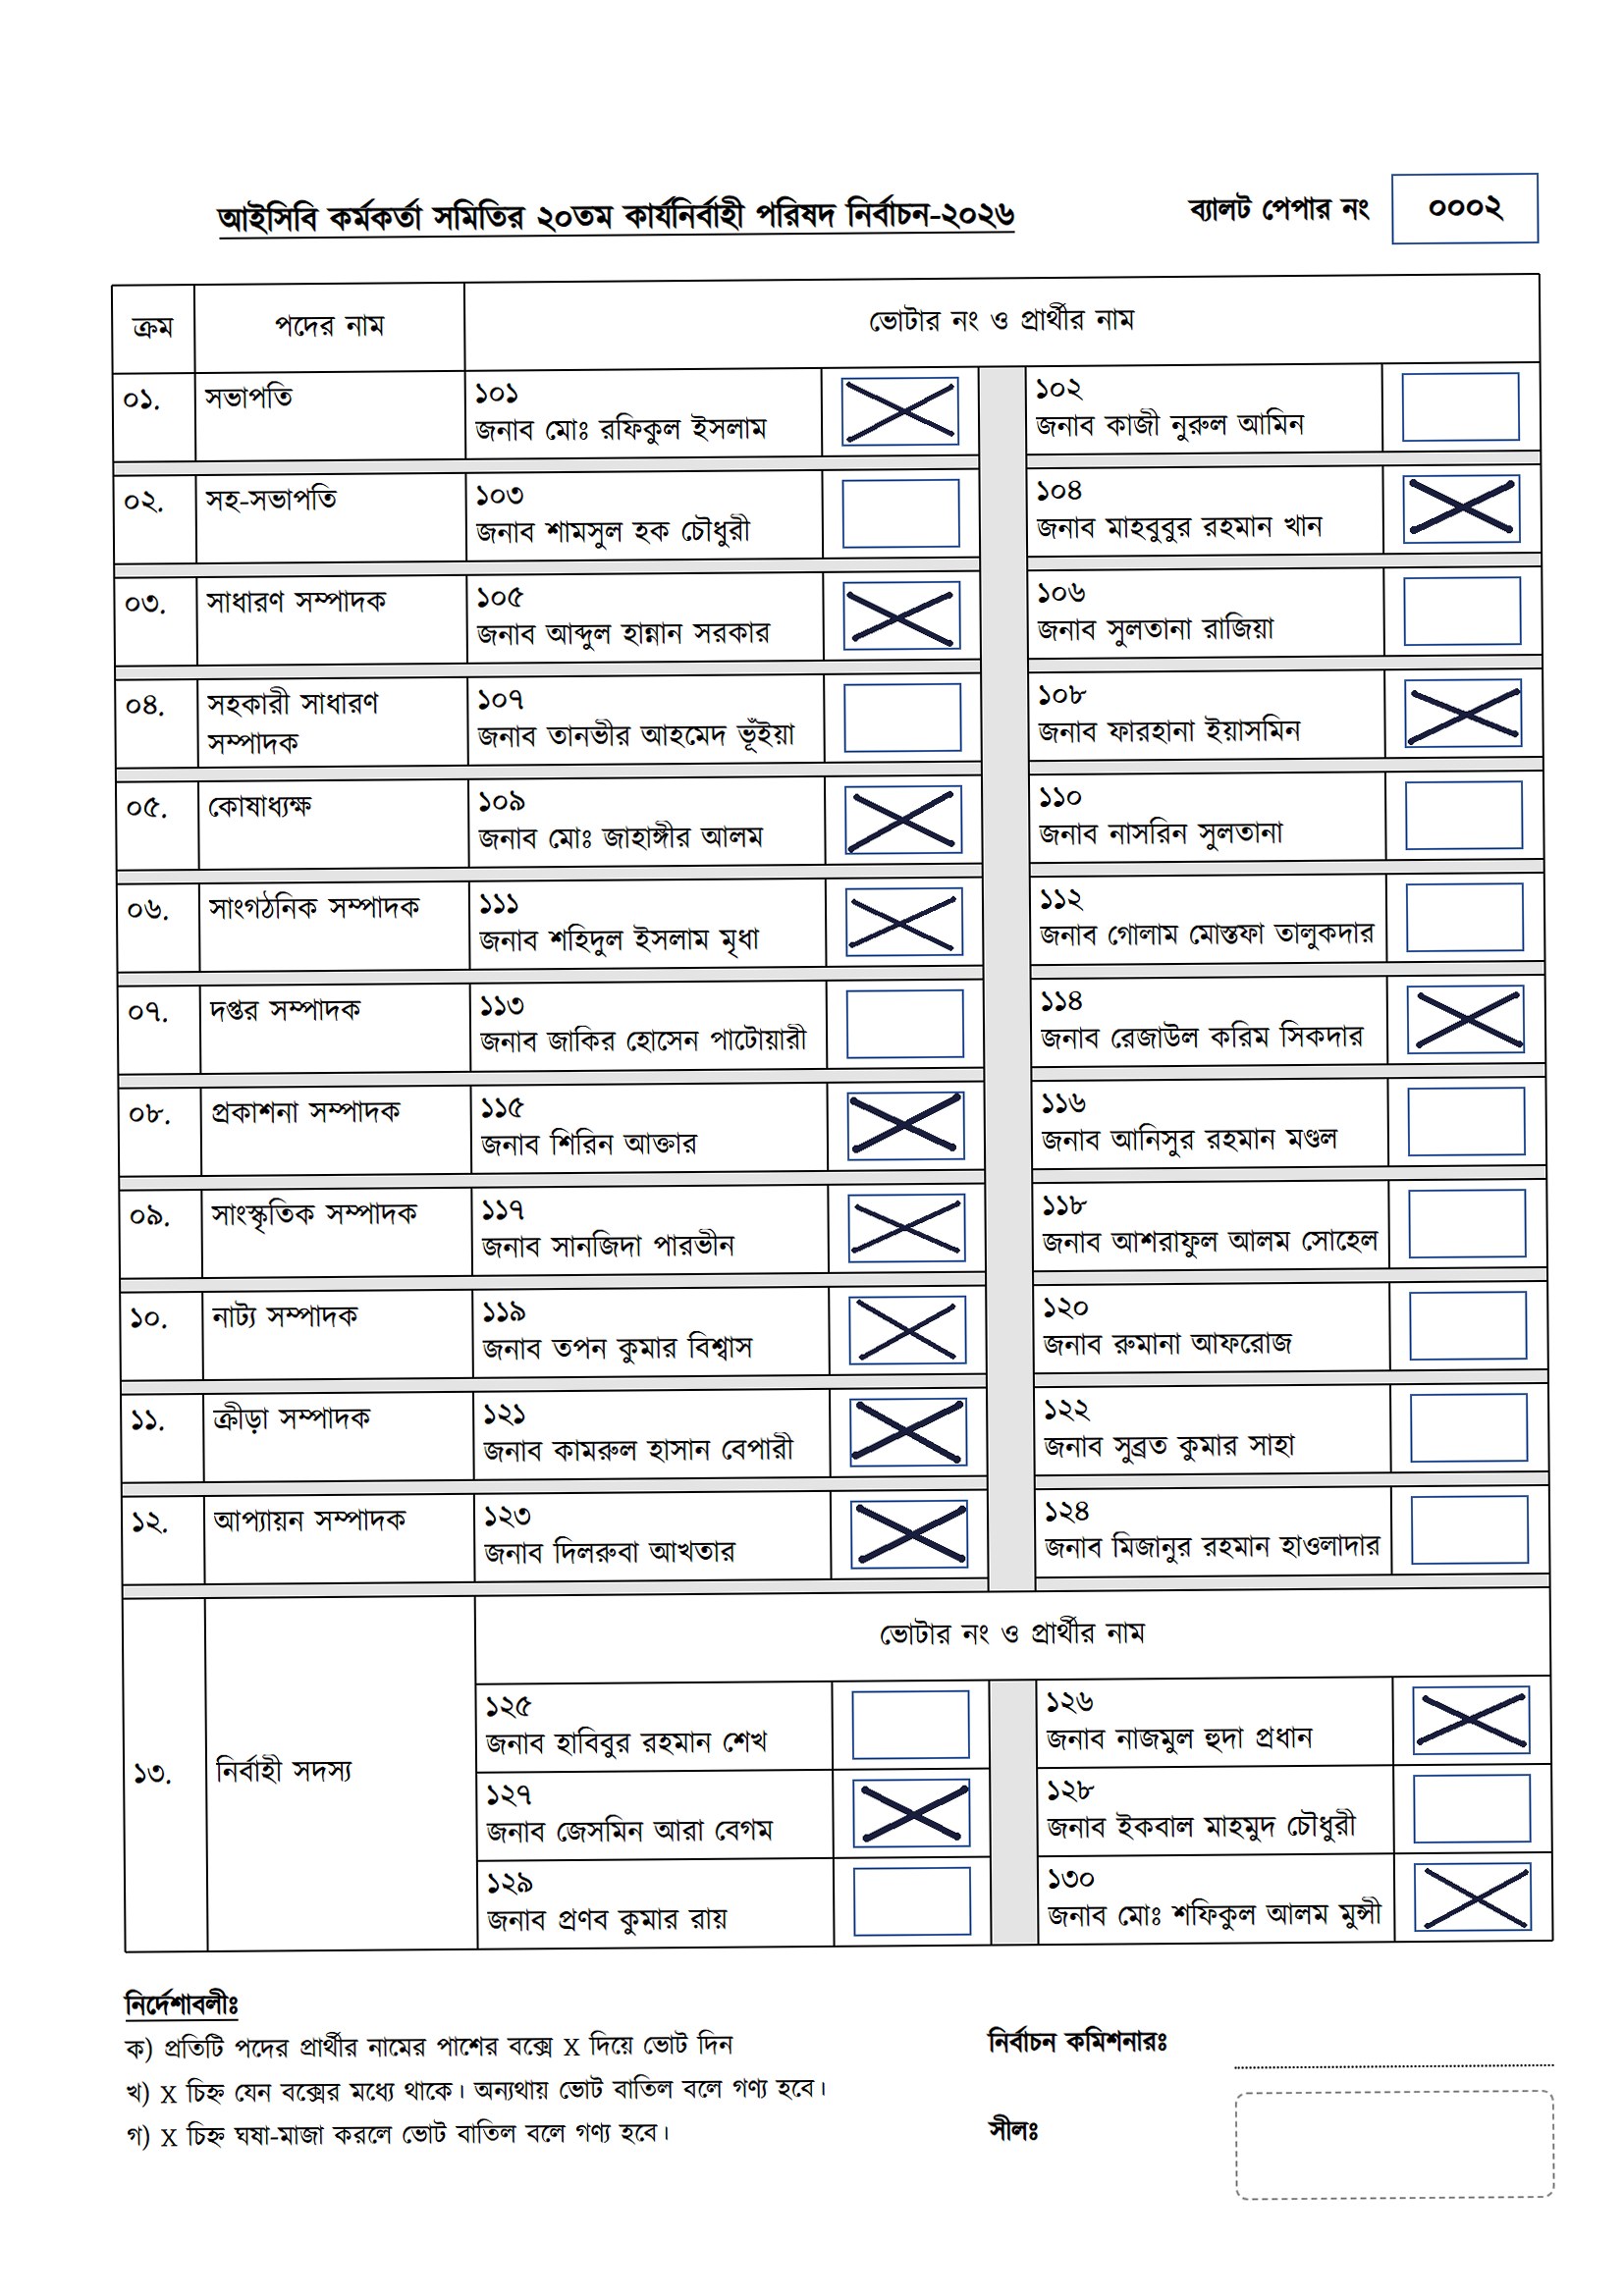 আইসিবি কর্মকর্তা সমিতির ২০তম কার্যনির্বাহী পরিষদ নির্বাচন-২০২৬
ব্যালট পেপার নং ০০০২
ক্রম পদের নাম ভোটার নং ও প্রার্থীর নাম
০১. সভাপতি ১০১ ১০২
জনাব মোঃ রফিকুল ইসলাম জনাব কাজী নুরুল আমিন
০২. সহ-সভাপতি ১০৩ ১০৪
জনাব শামসুল হক চৌধুরী জনাব মাহবুবুর রহমান খান
০৩. সাধারণ সম্পাদক ১০৫ ১০৬
জনাব আব্দুল হান্নান সরকার জনাব সুলতানা রাজিয়া
০৪. সহকারী সাধারণ ১০৭ ১০৮
সম্পাদক জনাব তানভীর আহমেদ ভূঁইয়া জনাব ফারহানা ইয়াসমিন
০৫. কোষাধ্যক্ষ ১০৯ ১১০
জনাব মোঃ জাহাঙ্গীর আলম জনাব নাসরিন সুলতানা
০৬. সাংগঠনিক সম্পাদক ১১১ ১১২
জনাব শহিদুল ইসলাম মৃধা জনাব গোলাম মোস্তফা তালুকদার
০৭. দপ্তর সম্পাদক ১১৩ ১১৪
জনাব জাকির হোসেন পাটোয়ারী জনাব রেজাউল করিম সিকদার
০৮. প্রকাশনা সম্পাদক ১১৫ ১১৬
জনাব শিরিন আক্তার জনাব আনিসুর রহমান মণ্ডল
০৯. সাংস্কৃতিক সম্পাদক ১১৭ ১১৮
জনাব সানজিদা পারভীন জনাব আশরাফুল আলম সোহেল
১০. নাট্য সম্পাদক ১১৯ ১২০
জনাব তপন কুমার বিশ্বাস জনাব রুমানা আফরোজ
১১. ক্রীড়া সম্পাদক ১২১ ১২২
জনাব কামরুল হাসান বেপারী জনাব সুব্রত কুমার সাহা
১২. আপ্যায়ন সম্পাদক ১২৩ ১২৪
জনাব দিলরুবা আখতার জনাব মিজানুর রহমান হাওলাদার
ভোটার নং ও প্রার্থীর নাম
১২৫ ১২৬
জনাব হাবিবুর রহমান শেখ জনাব নাজমুল হুদা প্রধান
১৩. নির্বাহী সদস্য ১২৭ ১২৮
জনাব জেসমিন আরা বেগম জনাব ইকবাল মাহমুদ চৌধুরী
১২৯ ১৩০
জনাব প্রণব কুমার রায় জনাব মোঃ শফিকুল আলম মুন্সী
নির্দেশাবলীঃ
ক) প্রতিটি পদের প্রার্থীর নামের পাশের বক্সে x দিয়ে ভোট দিন
নির্বাচন কমিশনারঃ
খ) x চিহ্ন যেন বক্সের মধ্যে থাকে। অন্যথায় ভোট বাতিল বলে গণ্য হবে।
গ) x চিহ্ন ঘষা-মাজা করলে ভোট বাতিল বলে গণ্য হবে।
সীলঃ